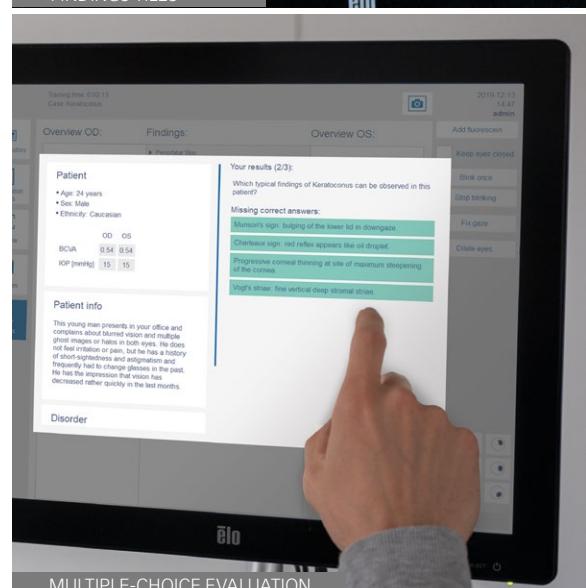 FINDINGS TILES
elo
Training time: 0:02:13
Case: Keratoconus
2019-12-13
14:47
admin
Overview OD:
Findings:
Overview OS:
Add fluorescein
Keep eyes closed
Blink once
Stop blinking
Fix gaze
Dilate eyes
Patient
• Age: 24 years
• Sex: Male
• Ethnicity: Caucasian
OD OS
BCVA 0.54 0.54
IOP [mmHg] 15 15
Patient info
This young man presents in your office and
complains about blurred vision and multiple
ghost images or halos in both eyes. He does
not feel irritation or pain, but he has a history
of short-sightedness and astigmatism and
frequently had to change glasses in the past.
He has the impression that vision has
decreased rather quickly in the last months.
Disorder
Your results (2/3):
Which typical findings of Keratoconus can be observed in this
patient?
Missing correct answers:
Munson's sign: bulging of the lower lid in downgaze.
Charleaux sign: red reflex appears like oil droplet.
Progressive corneal thinning at site of maximum steepening
of the cornea.
Vogt's striae: fine vertical deep stromal striae.
elo
MULTIPLE-CHOICE EVALUATION